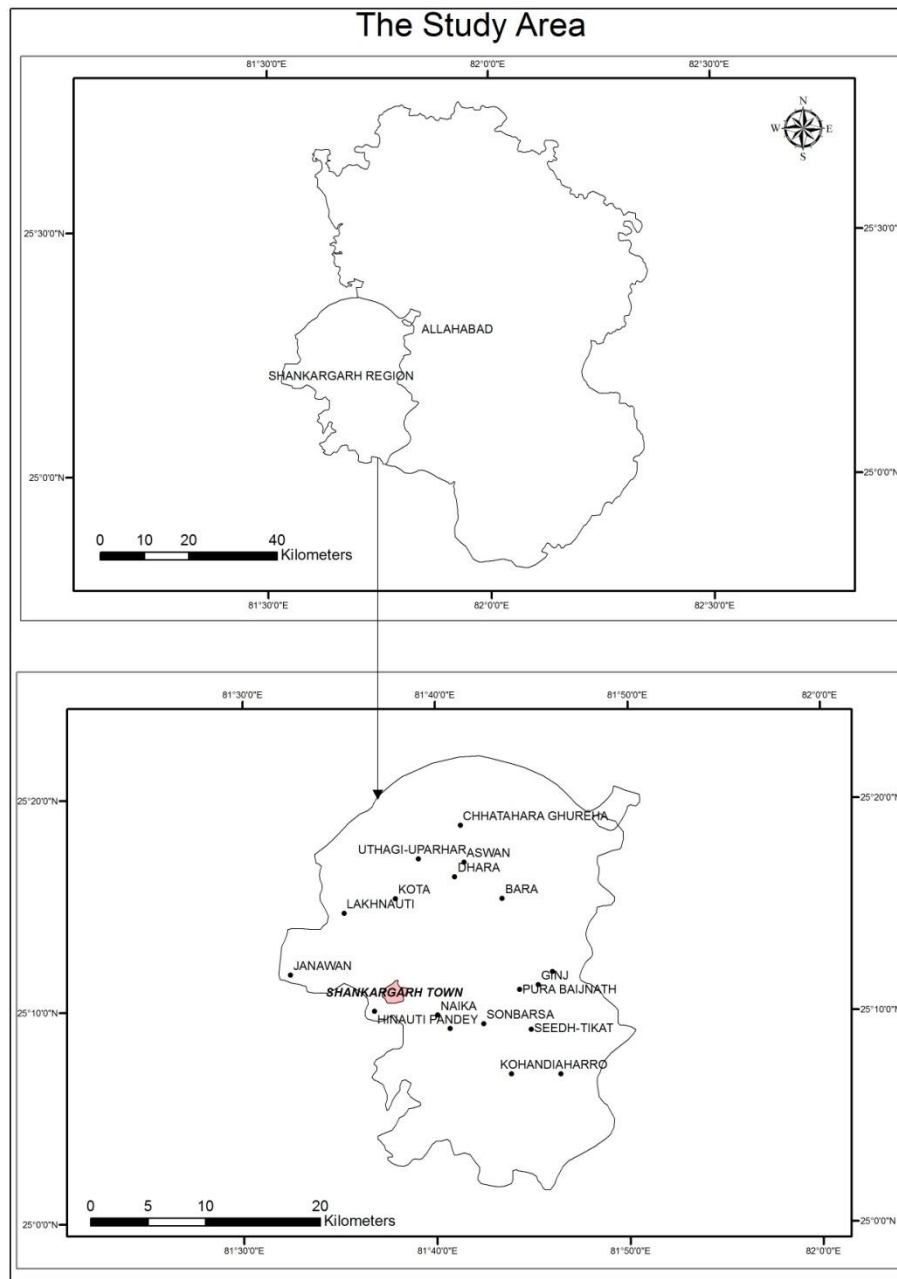 The Study Area
81°30'0"E 82°0'0"E 82°30'0"E
N
W E
S
25°30'0"N 25°30'0"N
ALLAHABAD
SHANKARGARH REGION
25°0'0"N 25°0'0"N
0 10 20 40
Kilometers
81°30'0"E 82°0'0"E 82°30'0"E
81°30'0"E 81°40'0"E 81°50'0"E 82°0'0"E
25°20'0"N 25°20'0"N
CHHATAHARA GHUREHA
UTHAGI-UPARHAR
ASWAN
DHARA
KOTA
BARA
LAKHNAUTI
JANAWAN
GINJ
SHANKARGARH TOWN
PURA BAIJNATH
NAIKA
25°10'0"N 25°10'0"N
HINAUTI PANDEY
SONBARSA
SEEDH-TIKAT
KOHANDIAHARRO
0 5 10 20
Kilometers
25°0'0"N 25°0'0"N
81°30'0"E 81°40'0"E 81°50'0"E 82°0'0"E